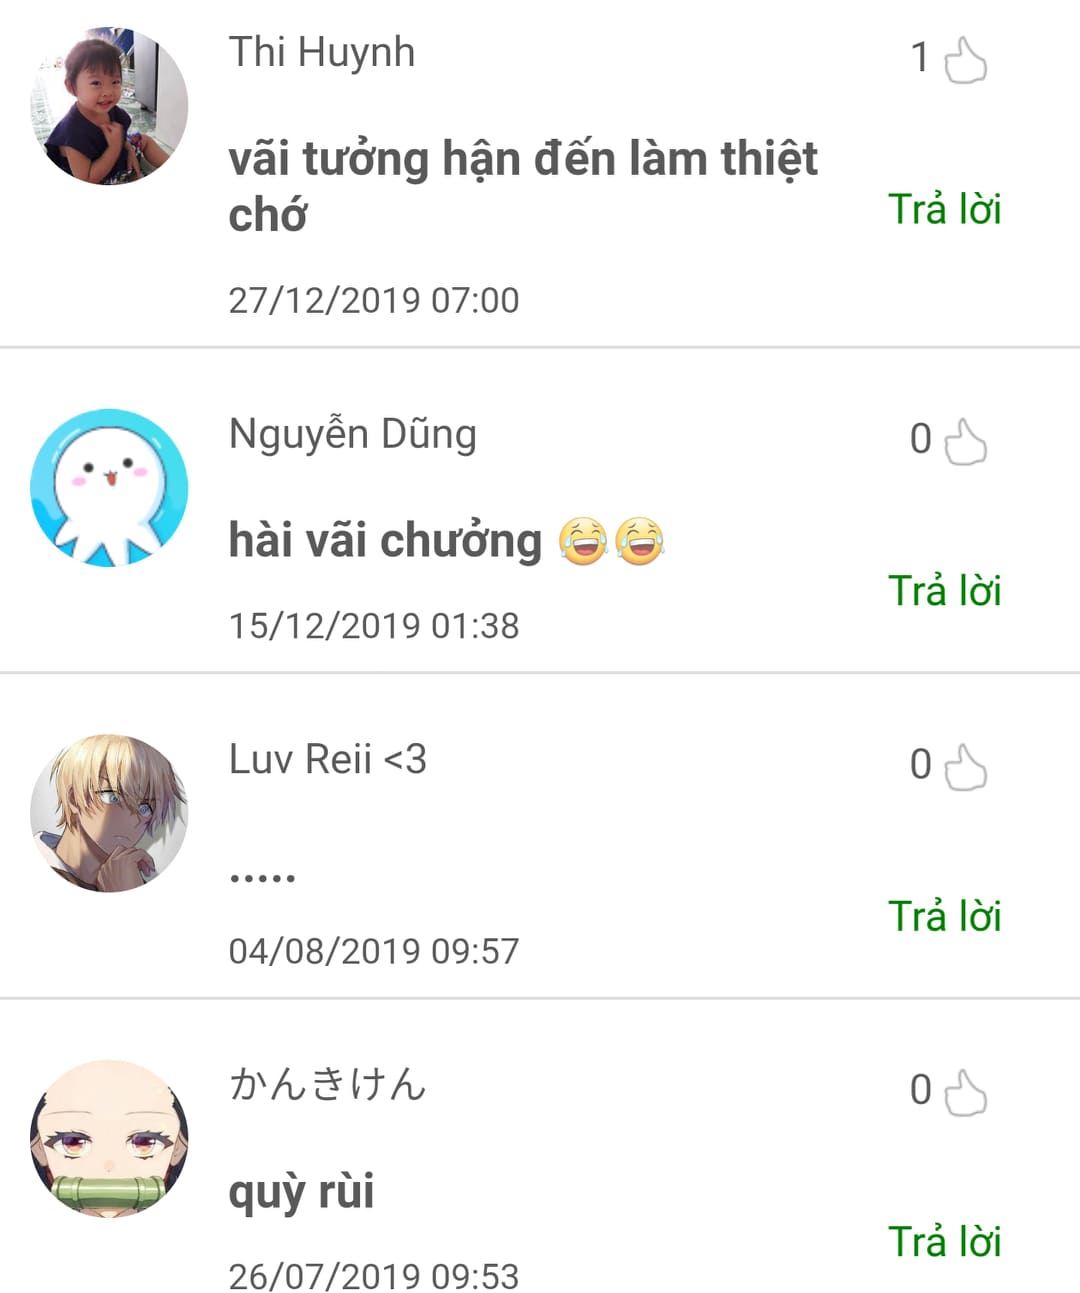 Thi Huynh
1
vãi tưởng hận đến làm thiệt
chớ
Trả lời
27/12/2019 07:00
Nguyễn Dũng
0
hài vãi chưởng 😂😂
Trả lời
15/12/2019 01:38
Luv Reii <3
0
.....
Trả lời
04/08/2019 09:57
かんきけん
0
quỳ rùi
Trả lời
26/07/2019 09:53